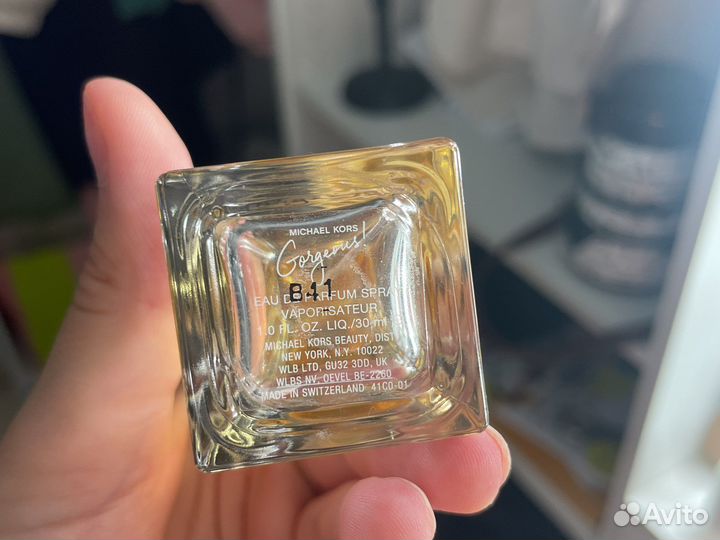 MICHAEL KORS
Gorgeous!
B41
EAU DE PARFUM SPRAY
VAPORISATEUR
1.0 FL. OZ. LIQ./30 ml
MICHAEL KORS BEAUTY, DIST
NEW YORK, N.Y. 10022
WLB LTD, GU32 3DD, UK
WLBS NV, OEVEL BE-2260
MADE IN SWITZERLAND 41C0-01
Avito